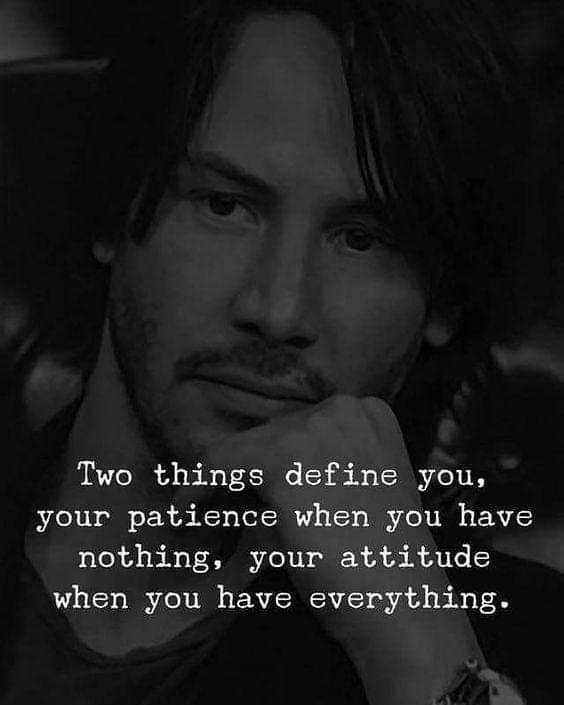 Two things define you,
your patience when you have
nothing, your attitude
when you have everything.